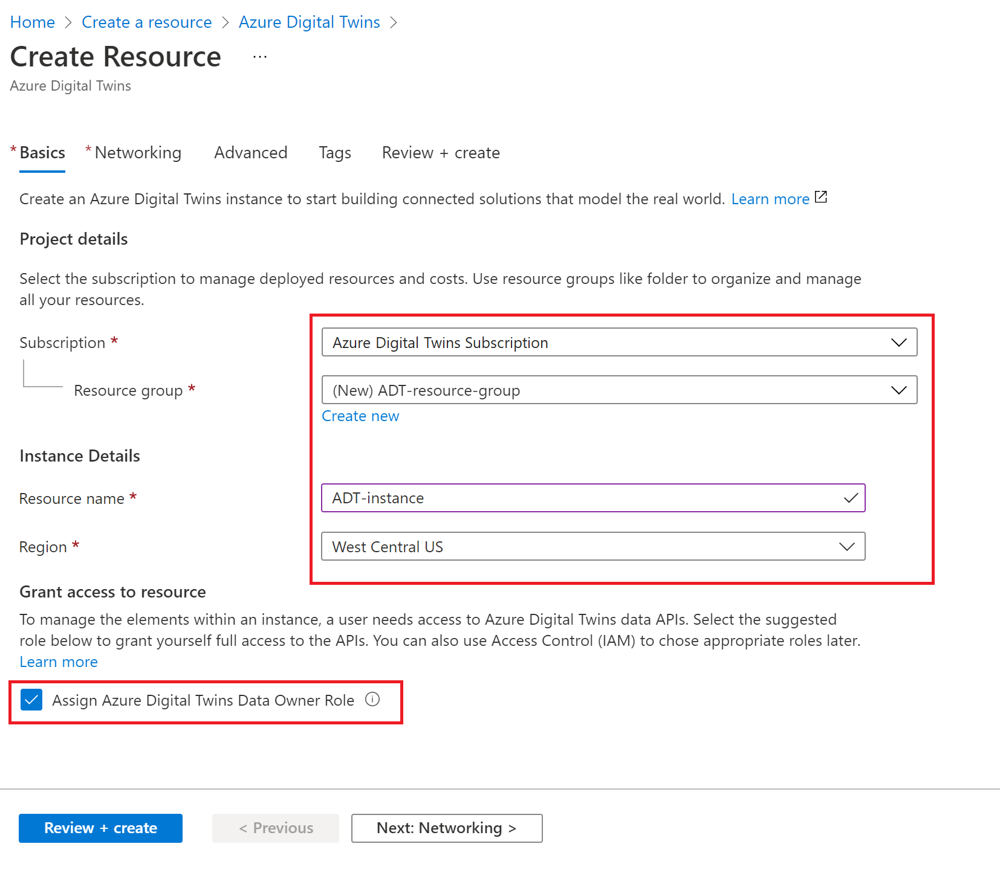 Home > Create a resource > Azure Digital Twins >
Create Resource ...
Azure Digital Twins
* Basics * Networking Advanced Tags Review + create
Create an Azure Digital Twins instance to start building connected solutions that model the real world. Learn more
Project details
Select the subscription to manage deployed resources and costs. Use resource groups like folder to organize and manage
all your resources.
Subscription * Azure Digital Twins Subscription
Resource group * (New) ADT-resource-group
Create new
Instance Details
Resource name * ADT-instance
Region * West Central US
Grant access to resource
To manage the elements within an instance, a user needs access to Azure Digital Twins data APIs. Select the suggested
role below to grant yourself full access to the APIs. You can also use Access Control (IAM) to chose appropriate roles later.
Learn more
Assign Azure Digital Twins Data Owner Role
Review + create < Previous Next: Networking >